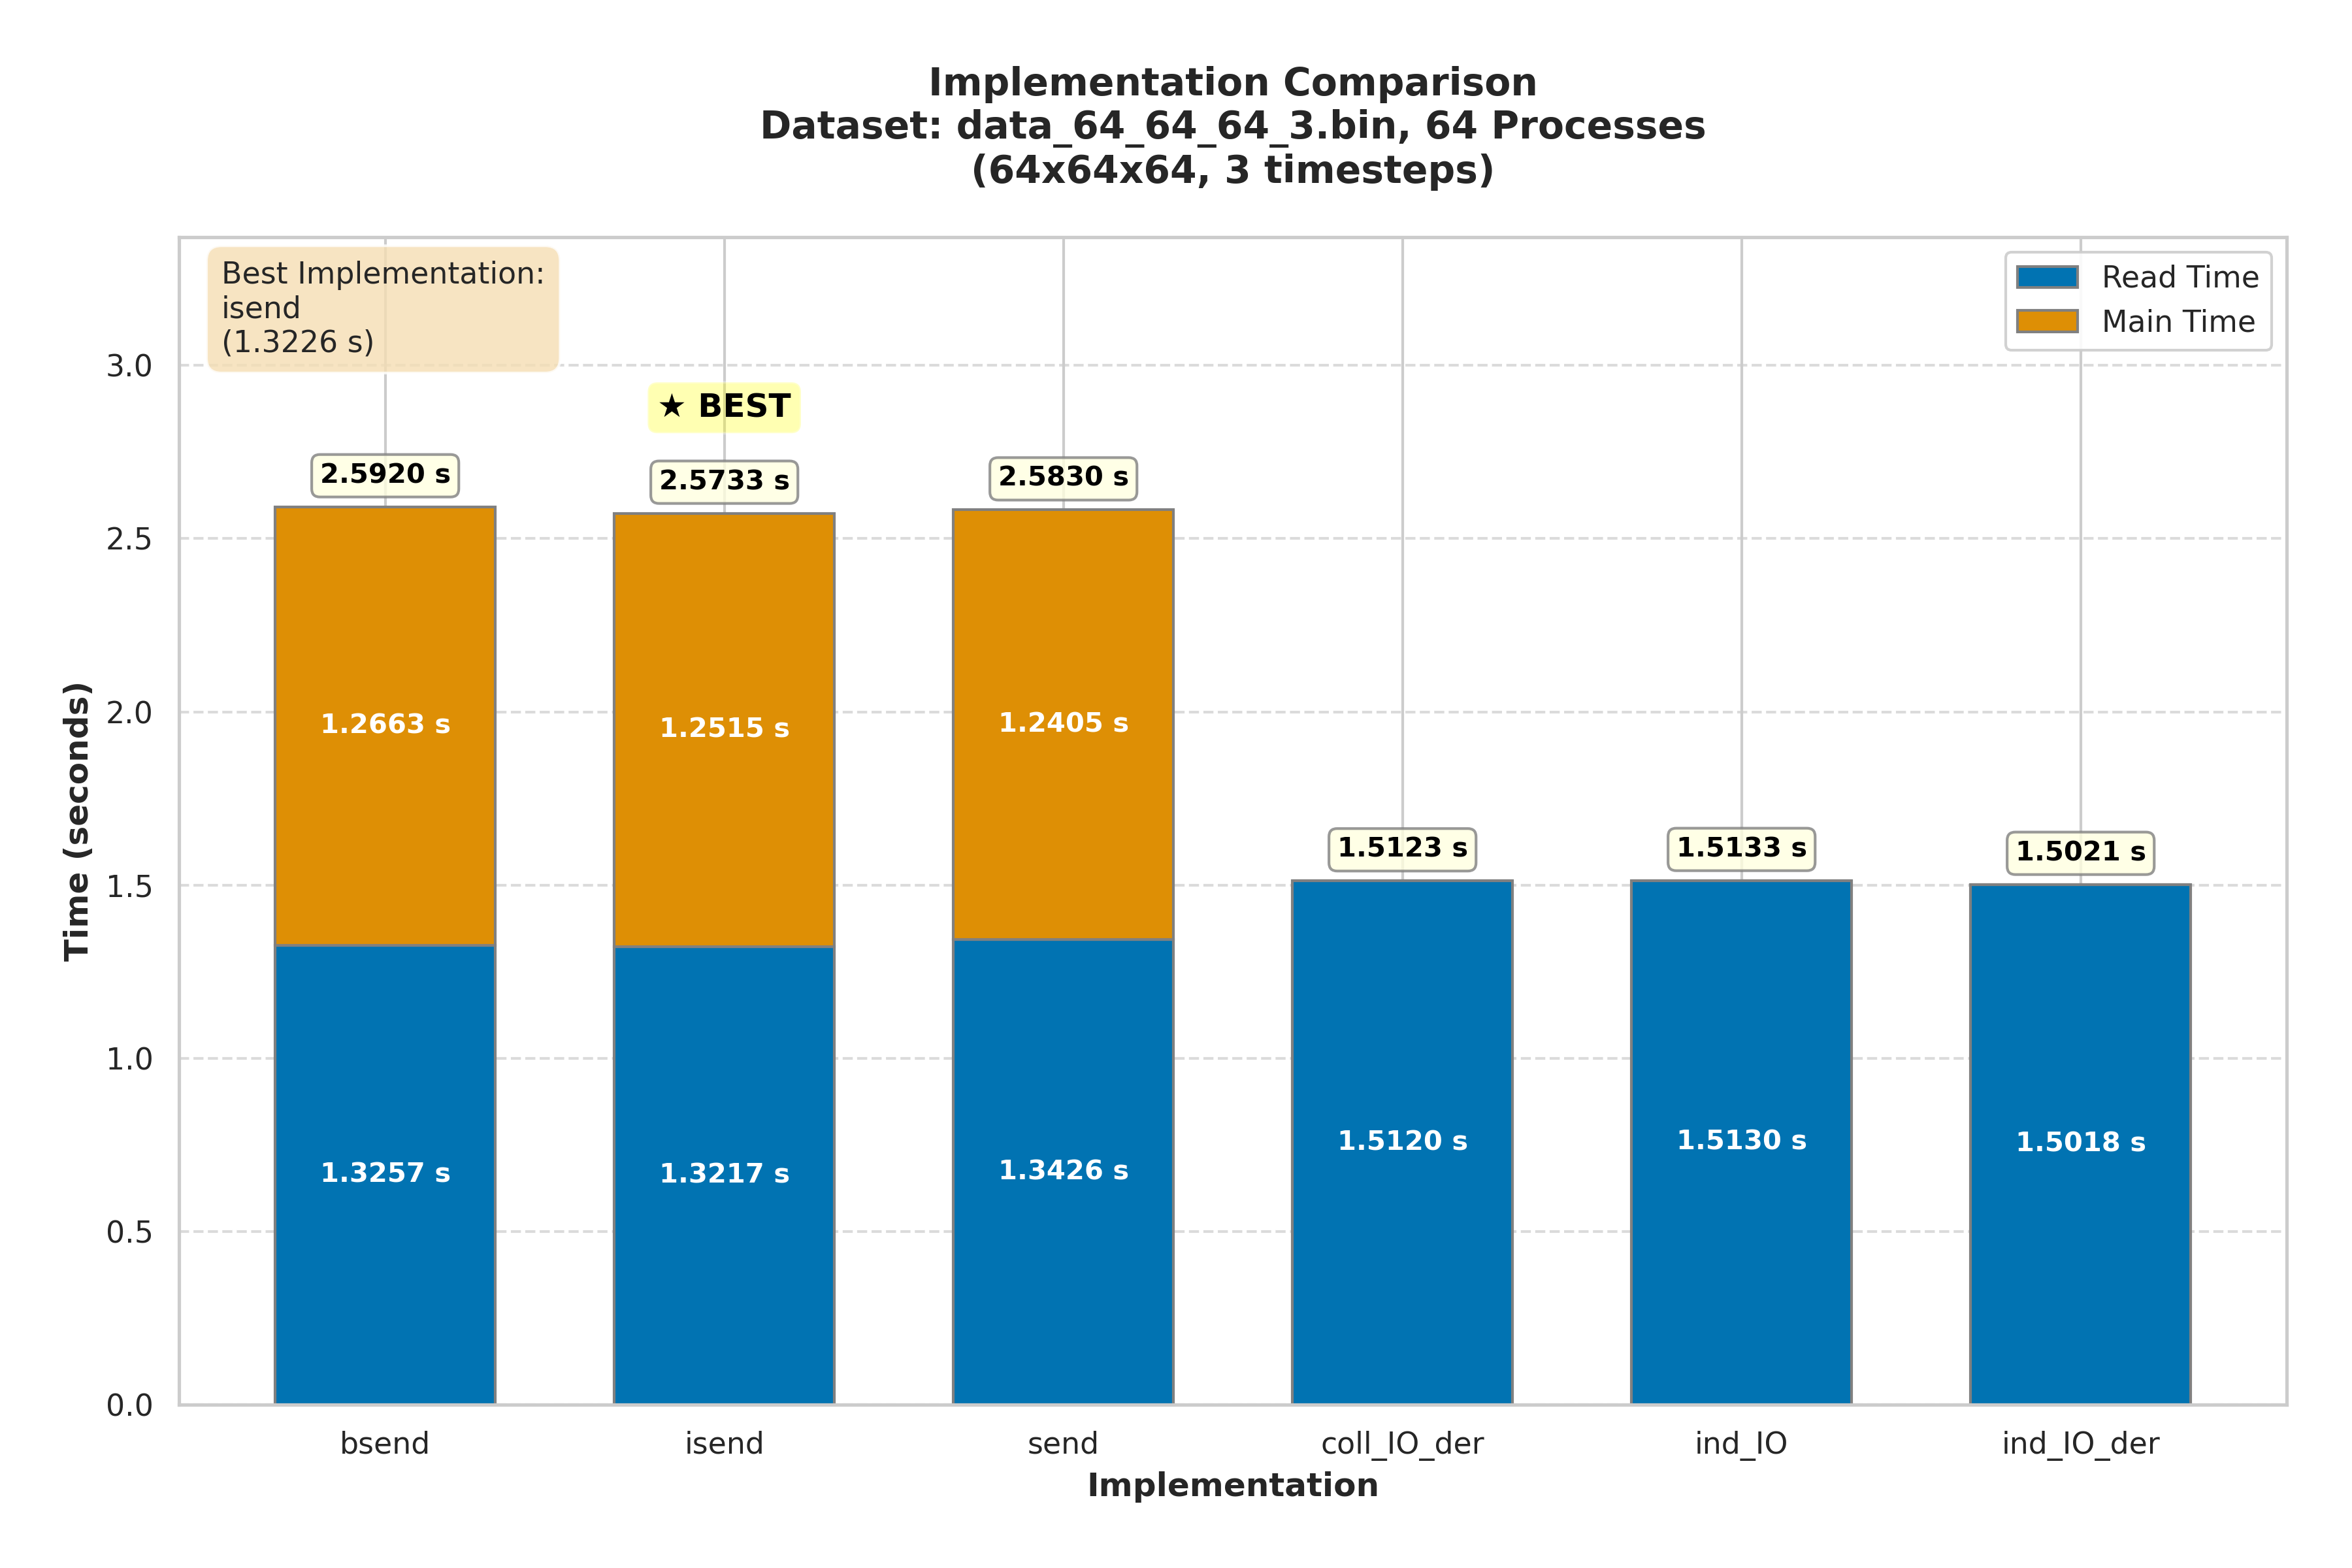 Implementation Comparison
Dataset: data_64_64_64_3.bin, 64 Processes
(64x64x64, 3 timesteps)
Best Implementation:
isend
(1.3226 s)
Read Time
Main Time
★ BEST
2.5920 s
2.5733 s
2.5830 s
1.2663 s
1.2515 s
1.2405 s
1.5123 s
1.5133 s
1.5021 s
1.3257 s
1.3217 s
1.3426 s
1.5120 s
1.5130 s
1.5018 s
Time (seconds)
3.0
2.5
2.0
1.5
1.0
0.5
0.0
bsend
isend
send
coll_IO_der
ind_IO
ind_IO_der
Implementation